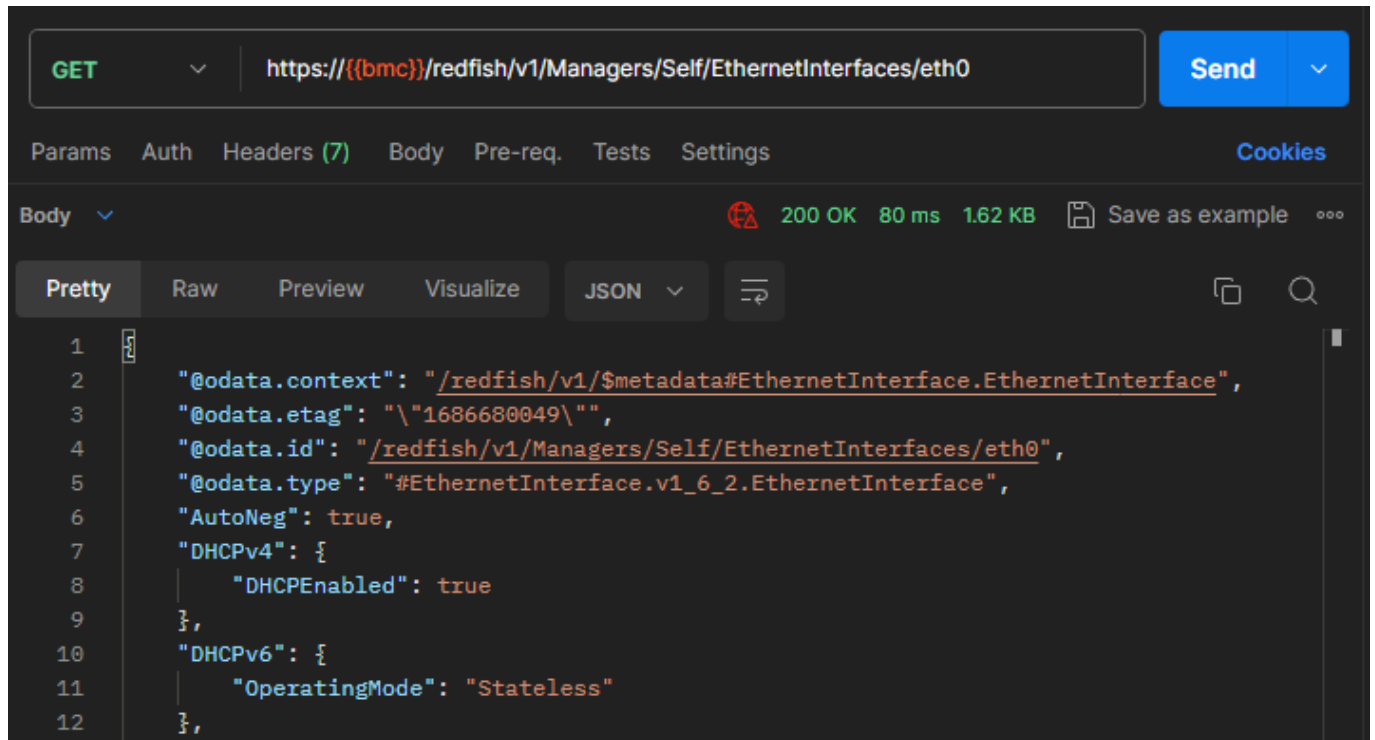 GET https://{{bmc}}/redfish/v1/Managers/Self/EthernetInterfaces/eth0 Send
Params Auth Headers (7) Body Pre-req. Tests Settings Cookies
Body 200 OK 80 ms 1.62 KB Save as example
Pretty Raw Preview Visualize JSON
1 {
2 "@odata.context": "/redfish/v1/$metadata#EthernetInterface.EthernetInterface",
3 "@odata.etag": "\"1686680049\"",
4 "@odata.id": "/redfish/v1/Managers/Self/EthernetInterfaces/eth0",
5 "@odata.type": "#EthernetInterface.v1_6_2.EthernetInterface",
6 "AutoNeg": true,
7 "DHCPv4": {
8 "DHCPEnabled": true
9 },
10 "DHCPv6": {
11 "OperatingMode": "Stateless"
12 },